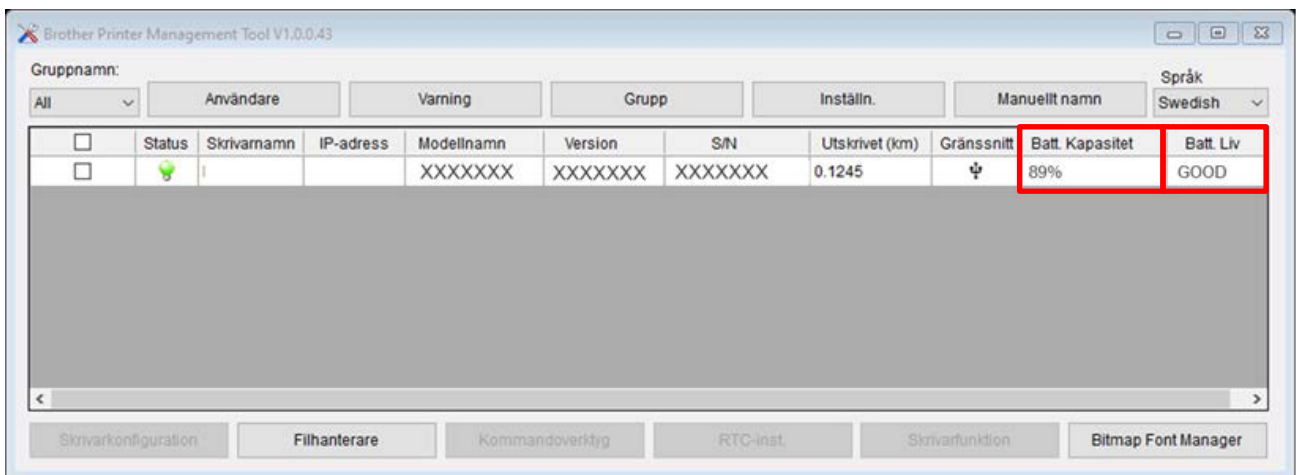 Brother Printer Management Tool V1.0.0.43
Gruppnamn:
Språk
All Användare Varning Grupp Inställn. Manuellt namn Swedish
Status Skrivarnamn IP-adress Modellnamn Version S/N Utskrivet (km) Gränssnitt Batt. Kapasitet Batt. Liv
XXXXXXX XXXXXXX XXXXXXX 0.1245 89% GOOD
Skrivarkonfiguration Filhanterare Kommandoverktyg RTC-inst. Skrivarfunktion Bitmap Font Manager